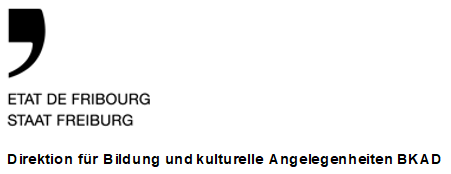 ETAT DE FRIBOURG
STAAT FREIBURG
Direktion für Bildung und kulturelle Angelegenheiten BKAD